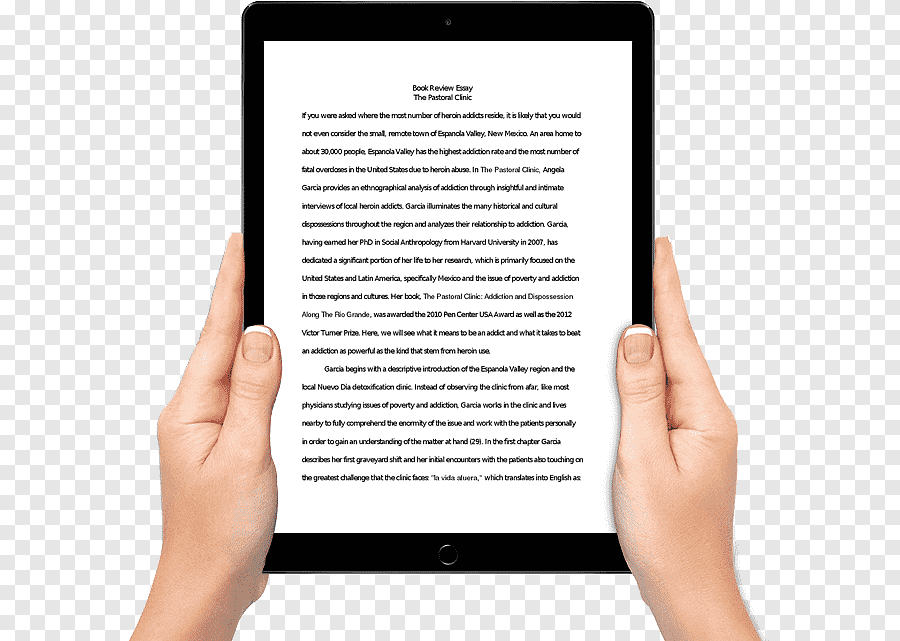 Book Review Essay
The Pastoral Clinic
If you were asked where the most number of heroin addicts reside, it is likely that you would
not even consider the small, remote town of Espanola Valley, New Mexico. An area home to
about 30,000 people, Espanola Valley has the highest addiction rate and the most number of
fatal overdoses in the United States due to heroin abuse. In The Pastoral Clinic, Angela
Garcia provides an ethnographical analysis of addiction through insightful and intimate
interviews of local heroin addicts. Garcia illuminates the many historical and cultural
dispossessions throughout the region and analyzes their relationship to addiction. Garcia,
having earned her PhD in Social Anthropology from Harvard University in 2007, has
dedicated a significant portion of her life to her research, which is primarily focused on the
United States and Latin America, specifically Mexico and the issue of poverty and addiction
in those regions and cultures. Her book, The Pastoral Clinic: Addiction and Dispossession
Along The Rio Grande, was awarded the 2010 Pen Center USA Award as well as the 2012
Victor Turner Prize. Here, we will see what it means to be an addict and what it takes to beat
an addiction as powerful as the kind that stem from heroin use.
Garcia begins with a descriptive introduction of the Espanola Valley region and the
local Nuevo Dia detoxification clinic. Instead of observing the clinic from afar, like most
physicians studying issues of poverty and addiction, Garcia works in the clinic and lives
nearby to fully comprehend the enormity of the issue and work with the patients personally
in order to gain an understanding of the matter at hand (29). In the first chapter Garcia
describes her first graveyard shift and her initial encounters with the patients also touching on
the greatest challenge that the clinic faces: "la vida aluera," which translates into English as: